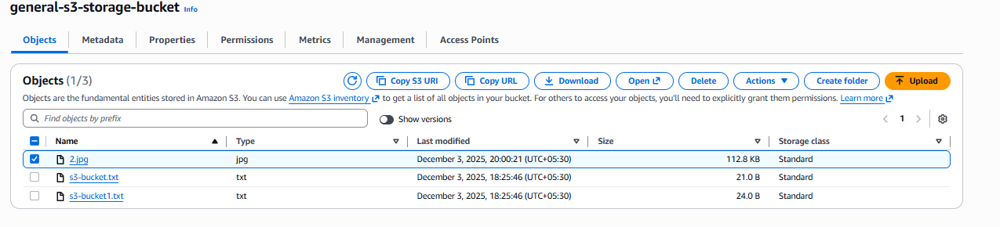 general-s3-storage-bucket Info
Objects Metadata Properties Permissions Metrics Management Access Points
Objects (1/3) Copy S3 URI Copy URL Download Open Delete Actions Create folder Upload
Objects are the fundamental entities stored in Amazon S3. You can use Amazon S3 inventory to get a list of all objects in your bucket. For others to access your objects, you'll need to explicitly grant them permissions. Learn more
Find objects by prefix Show versions 1
Name Type Last modified Size Storage class
2.jpg jpg December 3, 2025, 20:00:21 (UTC+05:30) 112.8 KB Standard
s3-bucket.txt txt December 3, 2025, 18:25:46 (UTC+05:30) 21.0 B Standard
s3-bucket1.txt txt December 3, 2025, 18:25:46 (UTC+05:30) 24.0 B Standard